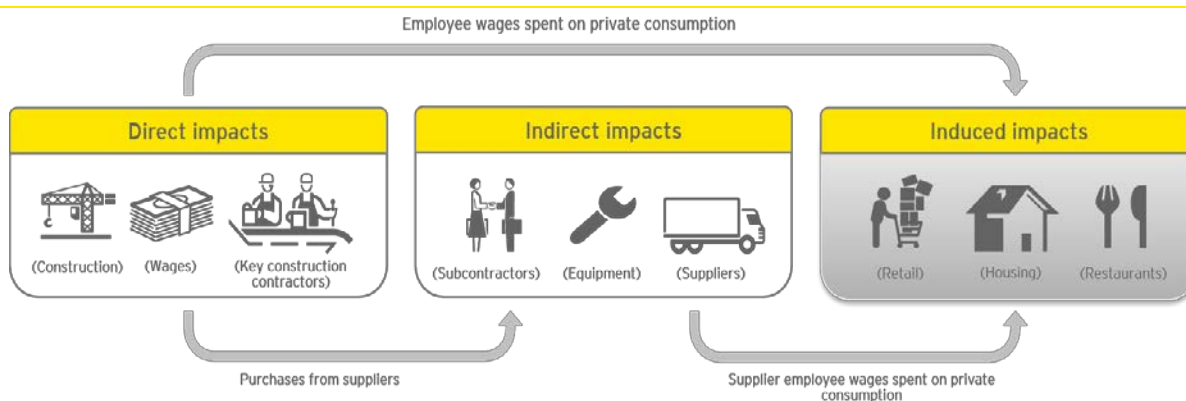 Employee wages spent on private consumption
Direct impacts
Indirect impacts
Induced impacts
(Construction)
(Wages)
(Key construction
contractors)
(Subcontractors)
(Equipment)
(Suppliers)
(Retail)
(Housing)
(Restaurants)
Purchases from suppliers
Supplier employee wages spent on private
consumption